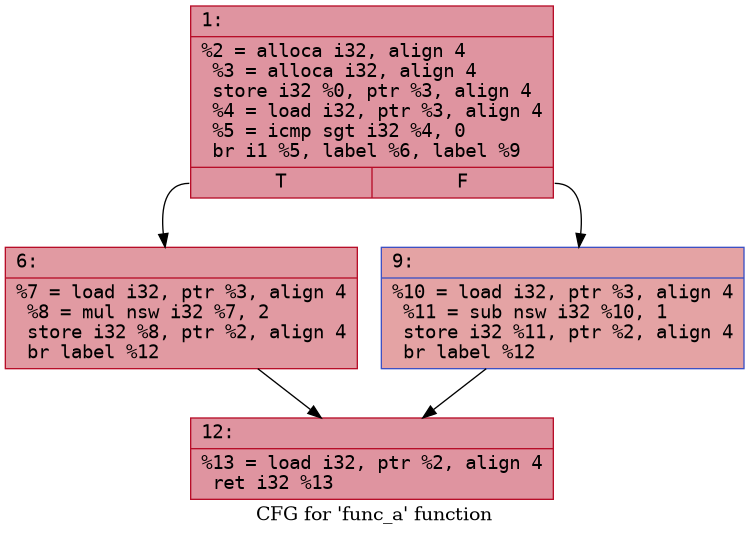 1:
%2 = alloca i32, align 4
%3 = alloca i32, align 4
store i32 %0, ptr %3, align 4
%4 = load i32, ptr %3, align 4
%5 = icmp sgt i32 %4, 0
br i1 %5, label %6, label %9
T F
6:
%7 = load i32, ptr %3, align 4
%8 = mul nsw i32 %7, 2
store i32 %8, ptr %2, align 4
br label %12
9:
%10 = load i32, ptr %3, align 4
%11 = sub nsw i32 %10, 1
store i32 %11, ptr %2, align 4
br label %12
12:
%13 = load i32, ptr %2, align 4
ret i32 %13
CFG for 'func_a' function